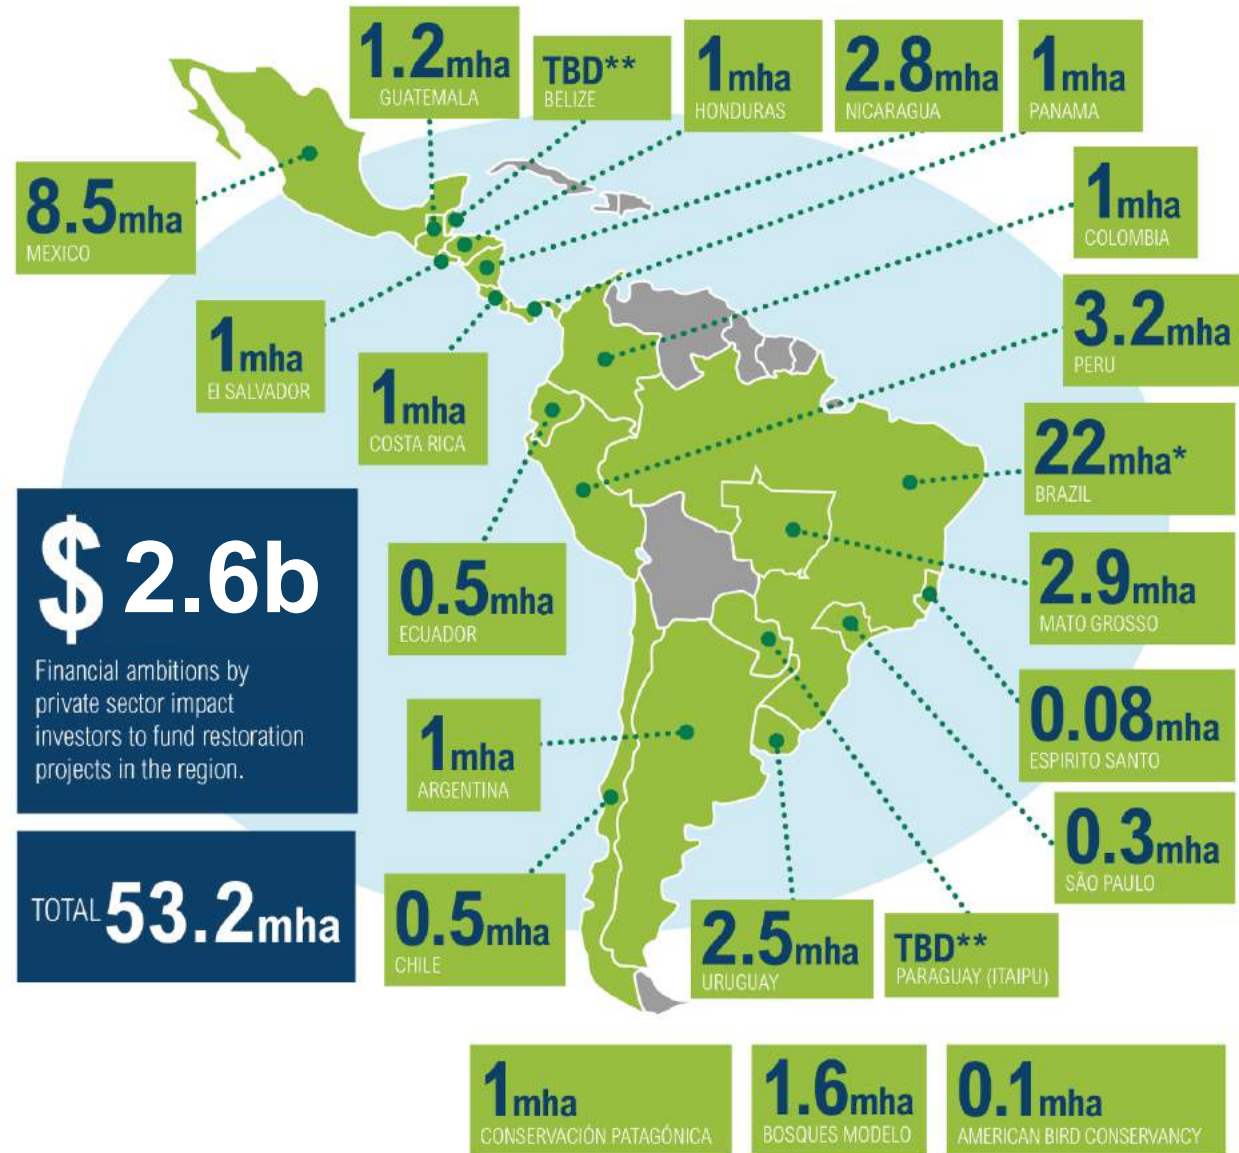 1.2mha
GUATEMALA
TBD**
BELIZE
1mha
HONDURAS
2.8mha
NICARAGUA
1mha
PANAMA
8.5mha
MEXICO
1mha
COLOMBIA
1mha
El SALVADOR
1mha
COSTA RICA
3.2mha
PERU
22mha*
BRAZIL
$ 2.6b
Financial ambitions by
private sector impact
investors to fund restoration
projects in the region.
0.5mha
ECUADOR
2.9mha
MATO GROSSO
1mha
ARGENTINA
0.08mha
ESPIRITO SANTO
0.3mha
SÃO PAULO
TOTAL 53.2mha
0.5mha
CHILE
2.5mha
URUGUAY
TBD**
PARAGUAY (ITAIPU)
1mha
CONSERVACIÓN PATAGÓNICA
1.6mha
BOSQUES MODELO
0.1mha
AMERICAN BIRD CONSERVANCY